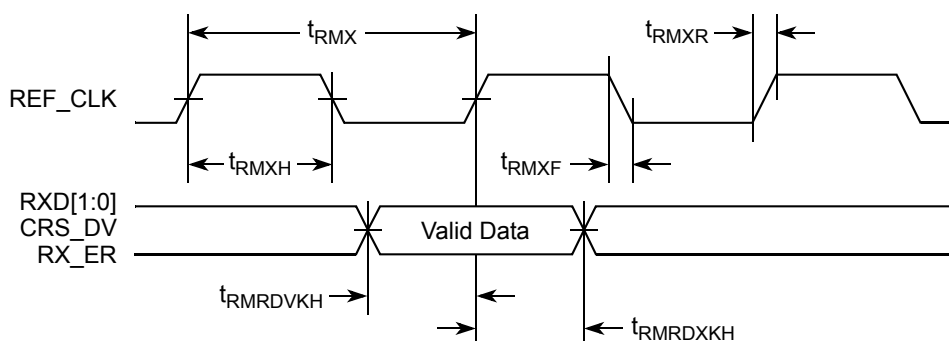 tRMX
tRMXR
REF_CLK
tRMXH
tRMXF
RXD[1:0]
CRS_DV
RX_ER
Valid Data
tRMRDVKH
tRMRDXKH